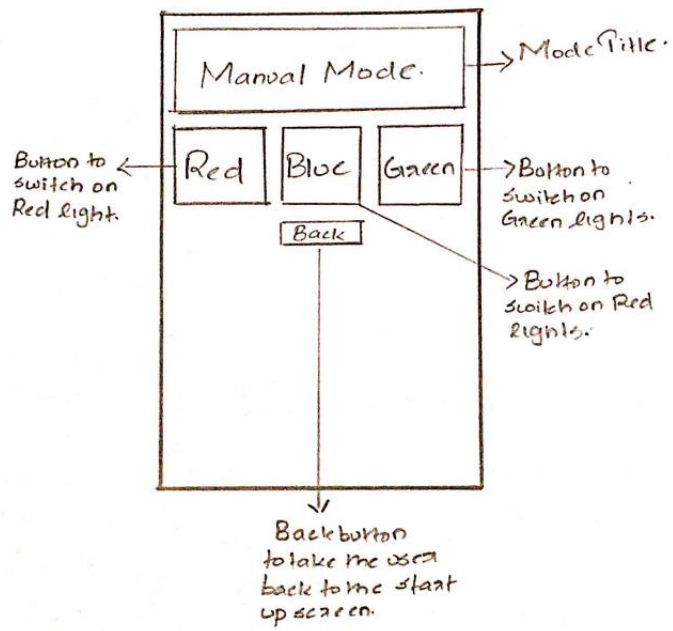 Manual Mode.
Mode Title.
Button to
switch on
Red light.
Red
Blue
Green
Button to
switch on
Green lights.
Back
Button to
switch on Red
lights.
Back button
to take the user
back to the start
up screen.